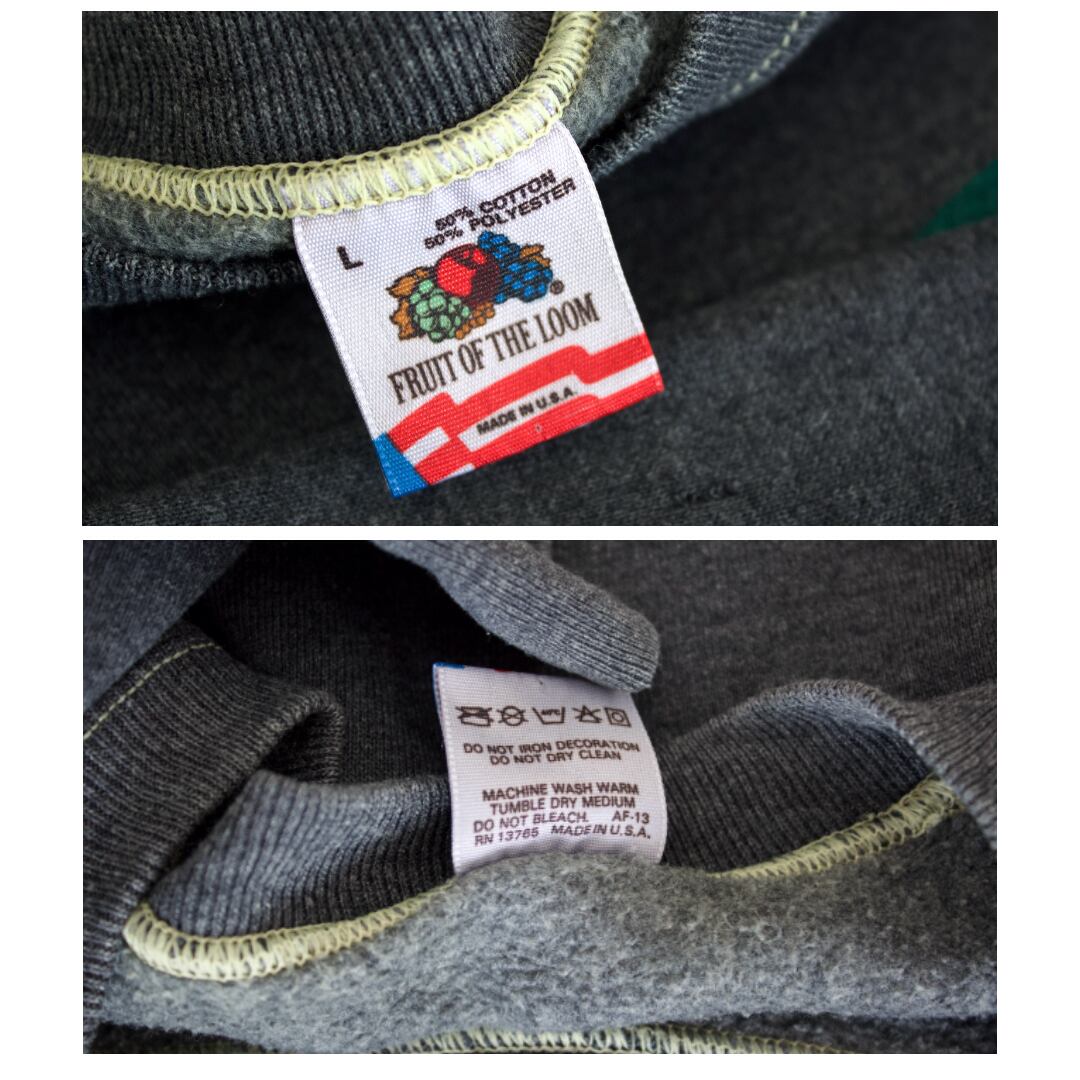 50% COTTON
50% POLYESTER
L
®
FRUIT OF THE LOOM
MADE IN U.S.A.
DO NOT IRON DECORATION
DO NOT DRY CLEAN
MACHINE WASH WARM
TUMBLE DRY MEDIUM
DO NOT BLEACH. AF-13
RN 13765 MADE IN U.S.A.